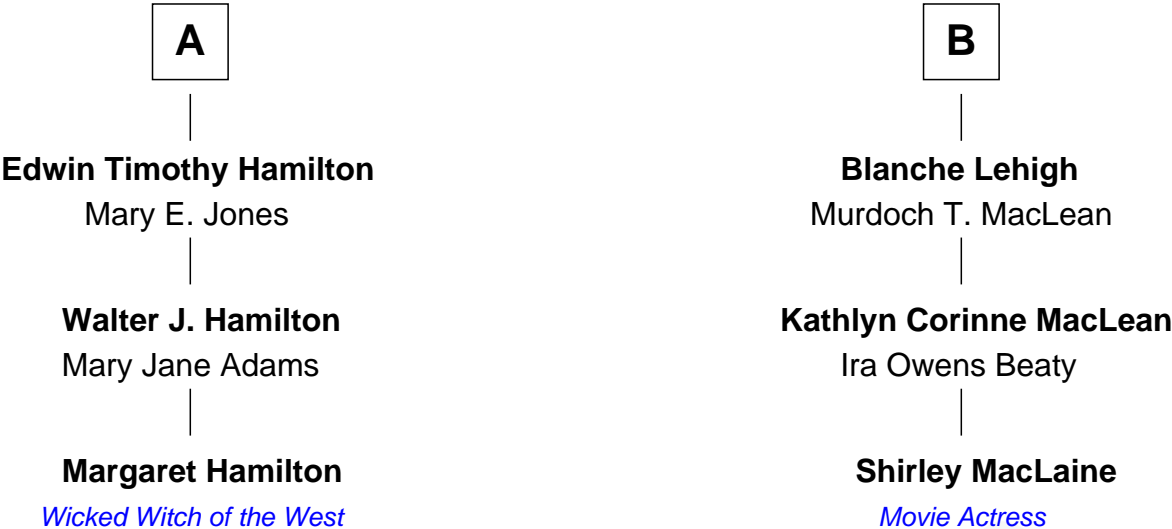 A
B
Edwin Timothy Hamilton
Mary E. Jones
Blanche Lehigh
Murdoch T. MacLean
Walter J. Hamilton
Mary Jane Adams
Kathlyn Corinne MacLean
Ira Owens Beaty
Margaret Hamilton
Wicked Witch of the West
Shirley MacLaine
Movie Actress